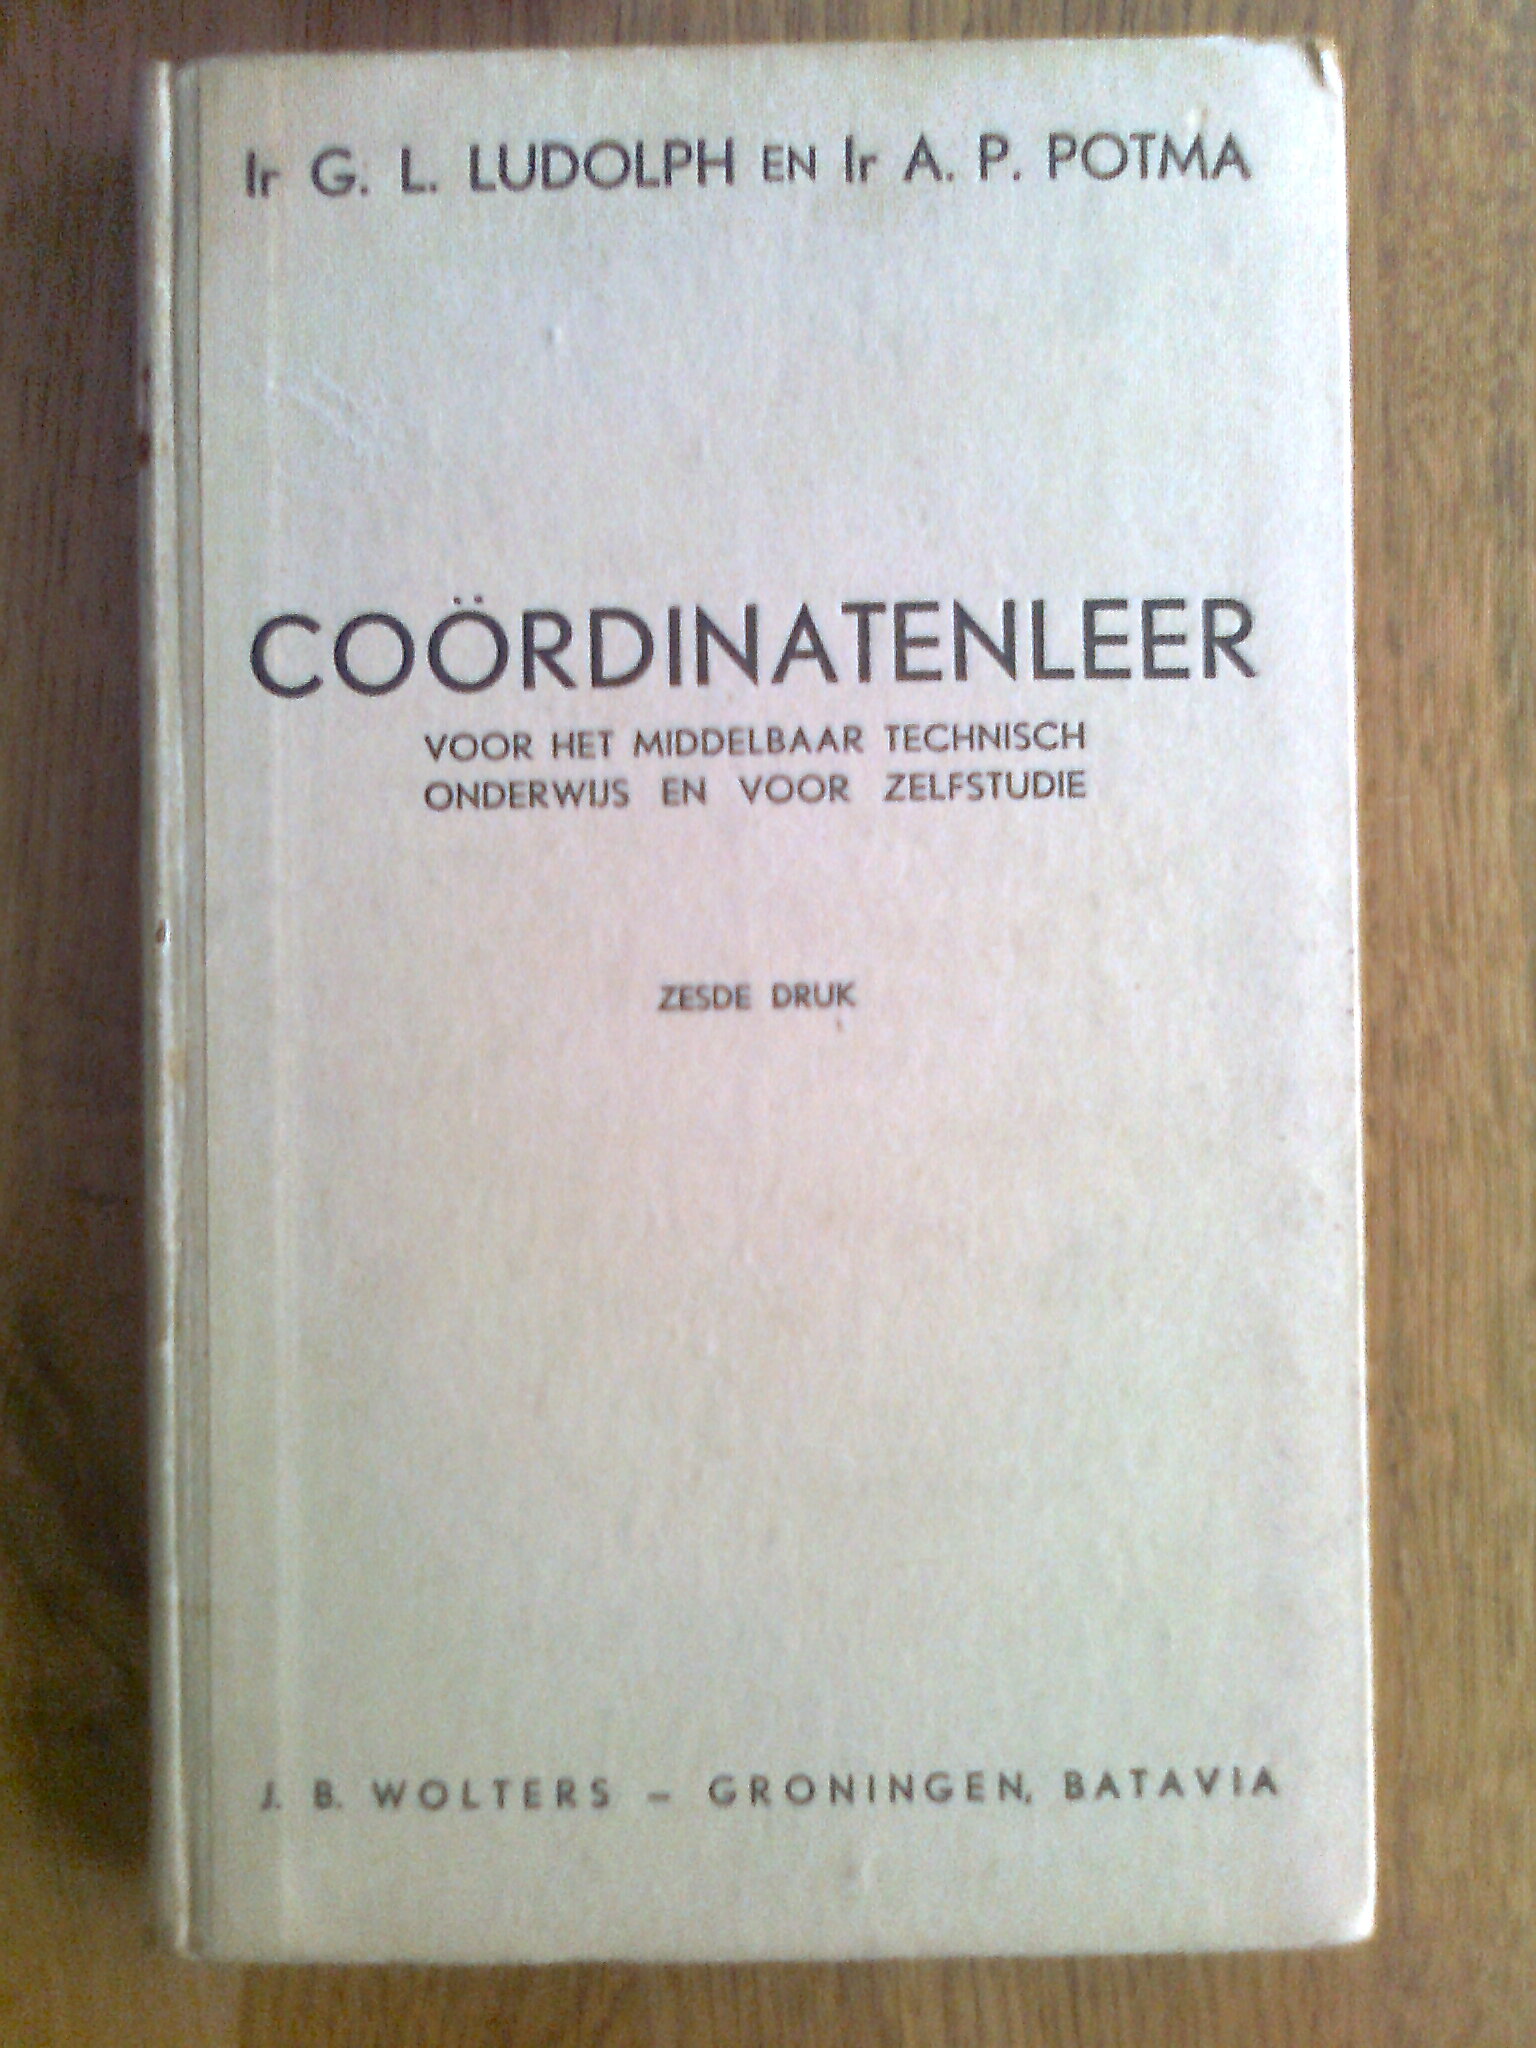 Ir G. L. LUDOLPH EN Ir A. P. POTMA
COÖRDINATENLEER
VOOR HET MIDDELBAAR TECHNISCH
ONDERWIJS EN VOOR ZELFSTUDIE
ZESDE DRUK
J. B. WOLTERS – GRONINGEN, BATAVIA